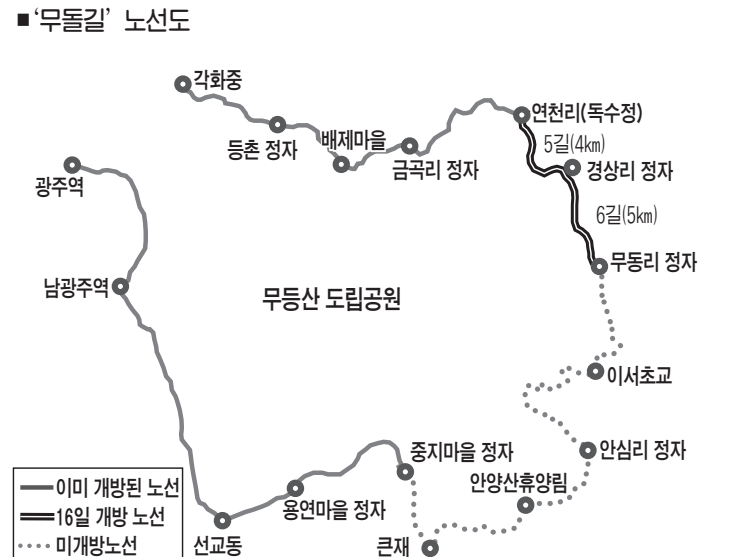 ■'무돌길' 노선도
각화중
연천리(독수정)
등촌 정자
배제마을
금곡리 정자
5길(4km)
경상리 정자
광주역
6길(5km)
무동리 정자
남광주역
무등산 도립공원
이서초교
중지마을 정자
안심리 정자
안양산휴양림
용연마을 정자
선교동
큰재
이미 개방된 노선
16일 개방 노선
미개방노선